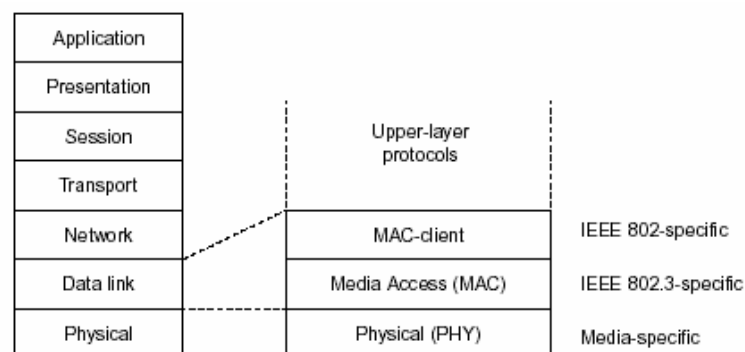 Application
Presentation
Session
Transport
Network
Data link
Physical
Upper-layer
protocols
MAC-client
Media Access (MAC)
Physical (PHY)
IEEE 802-specific
IEEE 802.3-specific
Media-specific